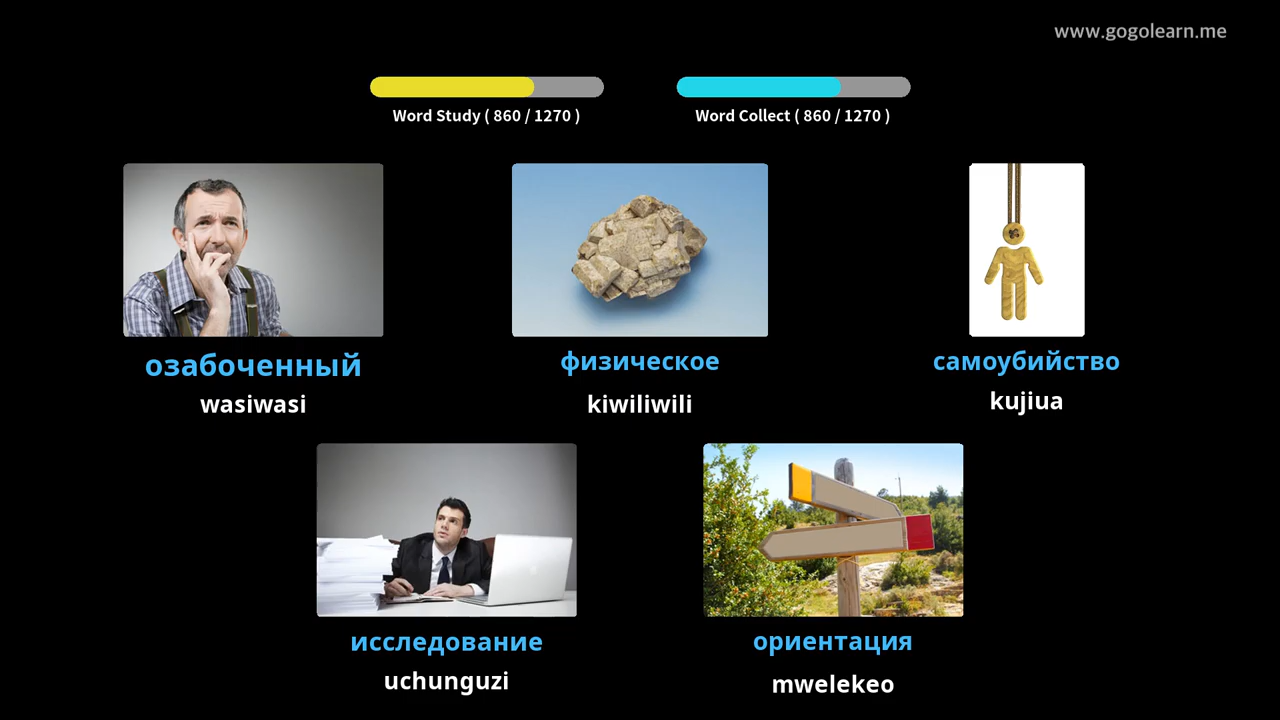 www.gogolearn.me
Word Study ( 860 / 1270 )
Word Collect ( 860 / 1270 )
озабоченный
wasiwasi
физическое
kiwiliwili
самоубийство
kujiua
исследование
uchunguzi
ориентация
mwelekeo